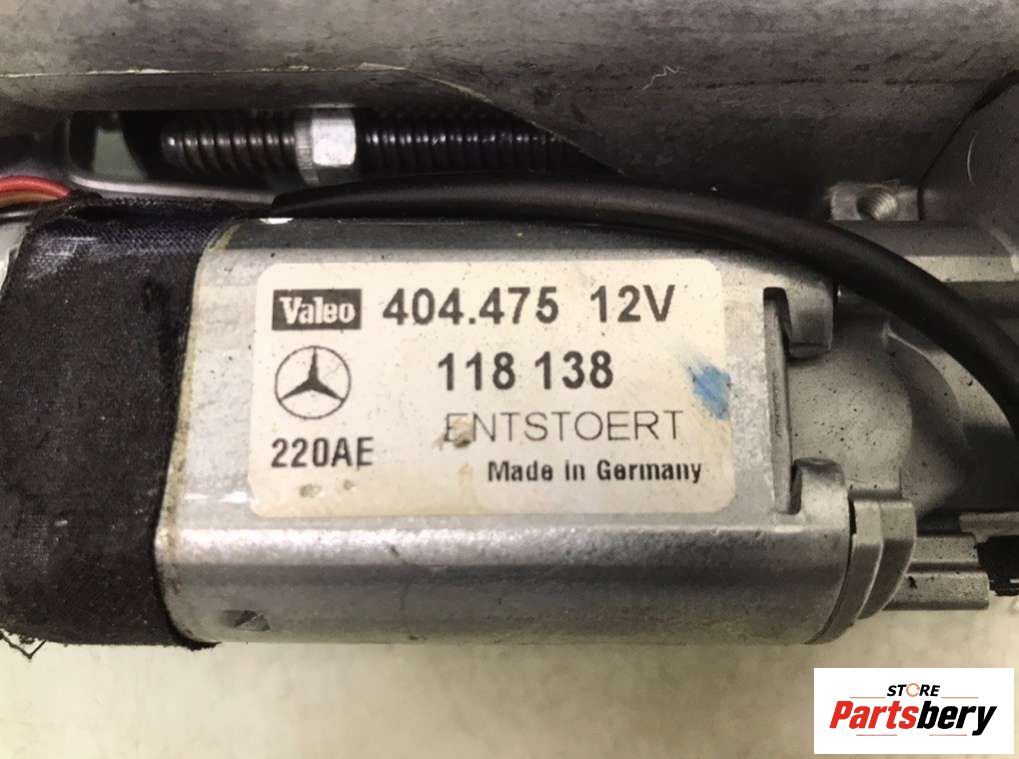 Valeo 404.475 12V
118 138
ENTSTOERT
220AE
Made in Germany
STORE
Partsbery